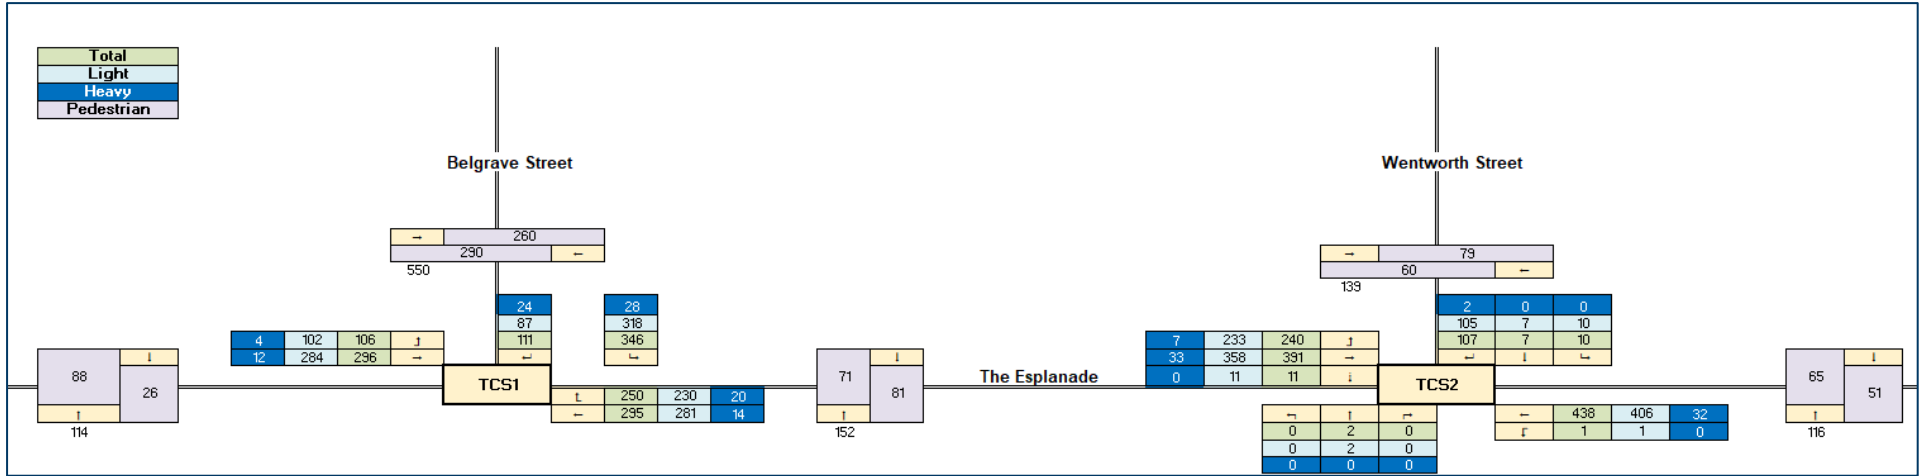 Total
Light
Heavy
Pedestrian
Belgrave Street
Wentworth Street
→ 260
290 ←
550
→ 79
60 ←
139
24 28
87 318
111 346
↵ ↳
4 102 106 ↑
12 284 296 →
TCS1
↑ 250 230 20
← 295 281 14
88 ↓
↑ 26
114
71 ↓
↑ 81
152
The Esplanade
7 233 240 ↑
33 358 391 →
0 11 11 ↓
2 0 0
105 7 10
107 7 10
↵ ↓ ↳
TCS2
↰ ↑ ↱
0 2 0
0 2 0
0 0 0
← 438 406 32
┌ 1 1 0
65 ↓
↑ 51
116